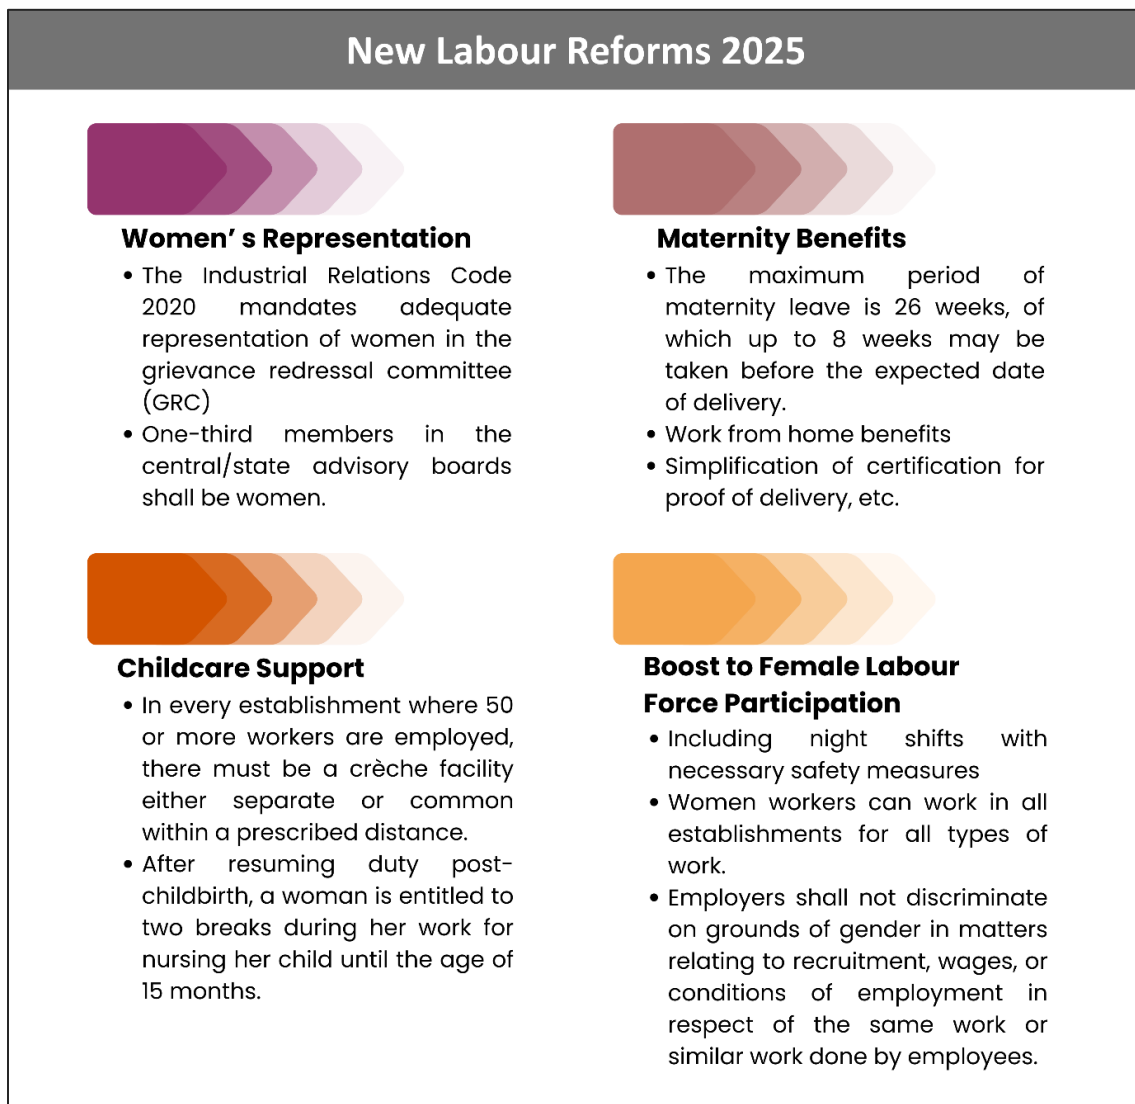 New Labour Reforms 2025
Women’ s Representation
• The Industrial Relations Code
2020 mandates adequate
representation of women in the
grievance redressal committee
(GRC)
• One-third members in the
central/state advisory boards
shall be women.
Maternity Benefits
• The maximum period of
maternity leave is 26 weeks, of
which up to 8 weeks may be
taken before the expected date
of delivery.
• Work from home benefits
• Simplification of certification for
proof of delivery, etc.
Childcare Support
• In every establishment where 50
or more workers are employed,
there must be a crèche facility
either separate or common
within a prescribed distance.
• After resuming duty post-
childbirth, a woman is entitled to
two breaks during her work for
nursing her child until the age of
15 months.
Boost to Female Labour
Force Participation
• Including night shifts with
necessary safety measures
• Women workers can work in all
establishments for all types of
work.
• Employers shall not discriminate
on grounds of gender in matters
relating to recruitment, wages, or
conditions of employment in
respect of the same work or
similar work done by employees.